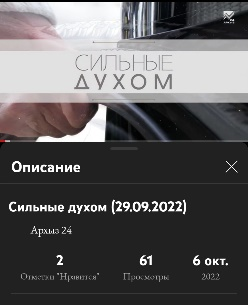 СИЛЬНЫЕ
ДУХОМ
Описание
Сильные духом (29.09.2022)
Архыз 24
2 61 6 окт.
Отметки "Нравится" Просмотры 2022